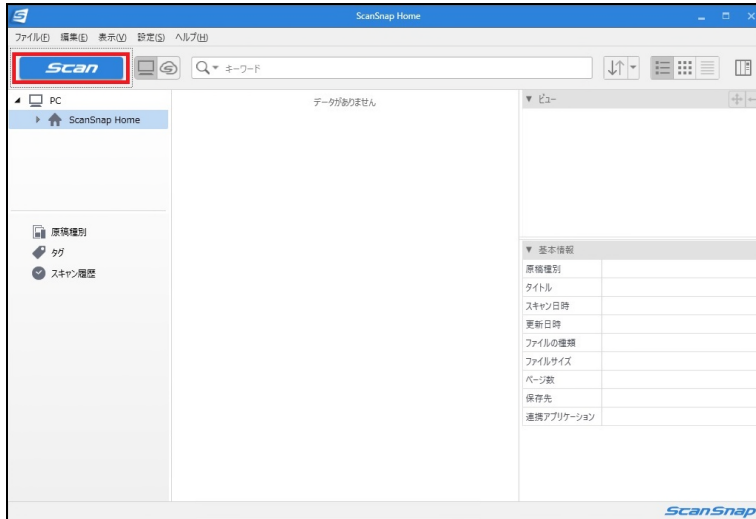 ScanSnap Home
ファイル(F) 編集(E) 表示(V) 設定(S) ヘルプ(H)
Scan
キーワード
PC
ScanSnap Home
原稿種別
タグ
スキャン履歴
データがありません
ビュー
基本情報
原稿種別
タイトル
スキャン日時
更新日時
ファイルの種類
ファイルサイズ
ページ数
保存先
連携アプリケーション
ScanSnap